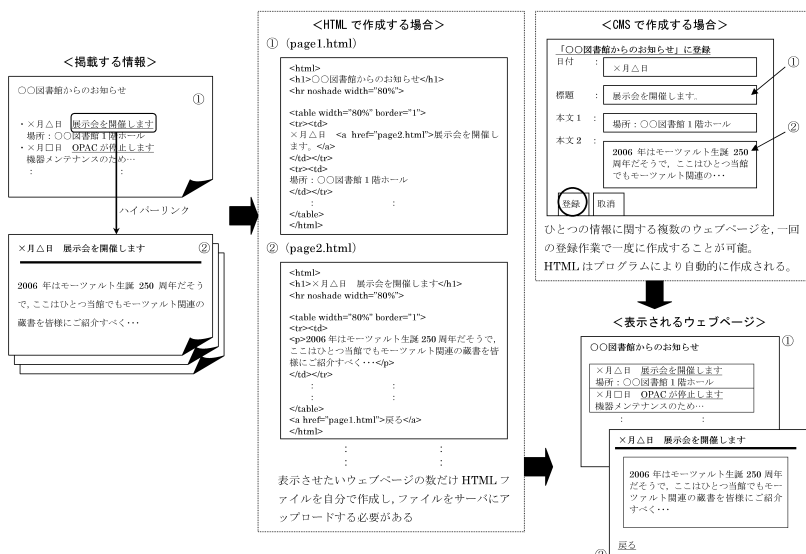 ＜掲載する情報＞
○○図書館からのお知らせ
①
・×月△日　展示会を開催します
場所：○○図書館１階ホール
・×月□日　OPACが停止します
機器メンテナンスのため…
：　：
ハイパーリンク
×月△日　展示会を開催します
②
2006 年はモーツァルト生誕 250 周年だそう
で，ここはひとつ当館でもモーツァルト関連の
蔵書を皆様にご紹介すべく･･･
＜HTMLで作成する場合＞
① (page1.html)
<html>
<h1>○○図書館からのお知らせ</h1>
<hr noshade width="80%">
<table width="80%" border="1">
<tr><td>
×月△日　<a href="page2.html">展示会を開催し
ます。</a>
</td></tr>
<tr><td>
場所：○○図書館１階ホール
</td></tr>
：　：
</table>
</html>
② (page2.html)
<html>
<h1>×月△日　展示会を開催します</h1>
<hr noshade width="80%">
<table width="80%" border="1">
<tr><td>
<p>2006 年はモーツァルト生誕 250 周年だそうで，
ここはひとつ当館でもモーツァルト関連の蔵書を皆
様にご紹介すべく･･･</p>
</td></tr>
：　：
：　：
</table>
<a href="page1.html">戻る</a>
</html>
：　：
：　：
表示させたいウェブページの数だけ HTML フ
ァイルを自分で作成し，ファイルをサーバにア
ップロードする必要がある
＜CMSで作成する場合＞
「○○図書館からのお知らせ」に登録
日付　：　×月△日
①
標題　：　展示会を開催します。
本文１：　場所：○○図書館１階ホール
本文２：
②
2006 年はモーツァルト生誕 250
周年だそうで，ここはひとつ当館
でもモーツァルト関連の･･･
登録　取消
ひとつの情報に関する複数のウェブページを，一回
の登録作業で一度に作成することが可能。
HTML はプログラムにより自動的に作成される。
＜表示されるウェブページ＞
①
○○図書館からのお知らせ
×月△日　展示会を開催します
場所：○○図書館１階ホール
×月□日　OPACが停止します
機器メンテナンスのため…
：　：
×月△日　展示会を開催します
2006 年はモーツァルト生誕 250 周年
だそうで，ここはひとつ当館でもモー
ツァルト関連の蔵書を皆様にご紹介
すべく･･･
戻る
②